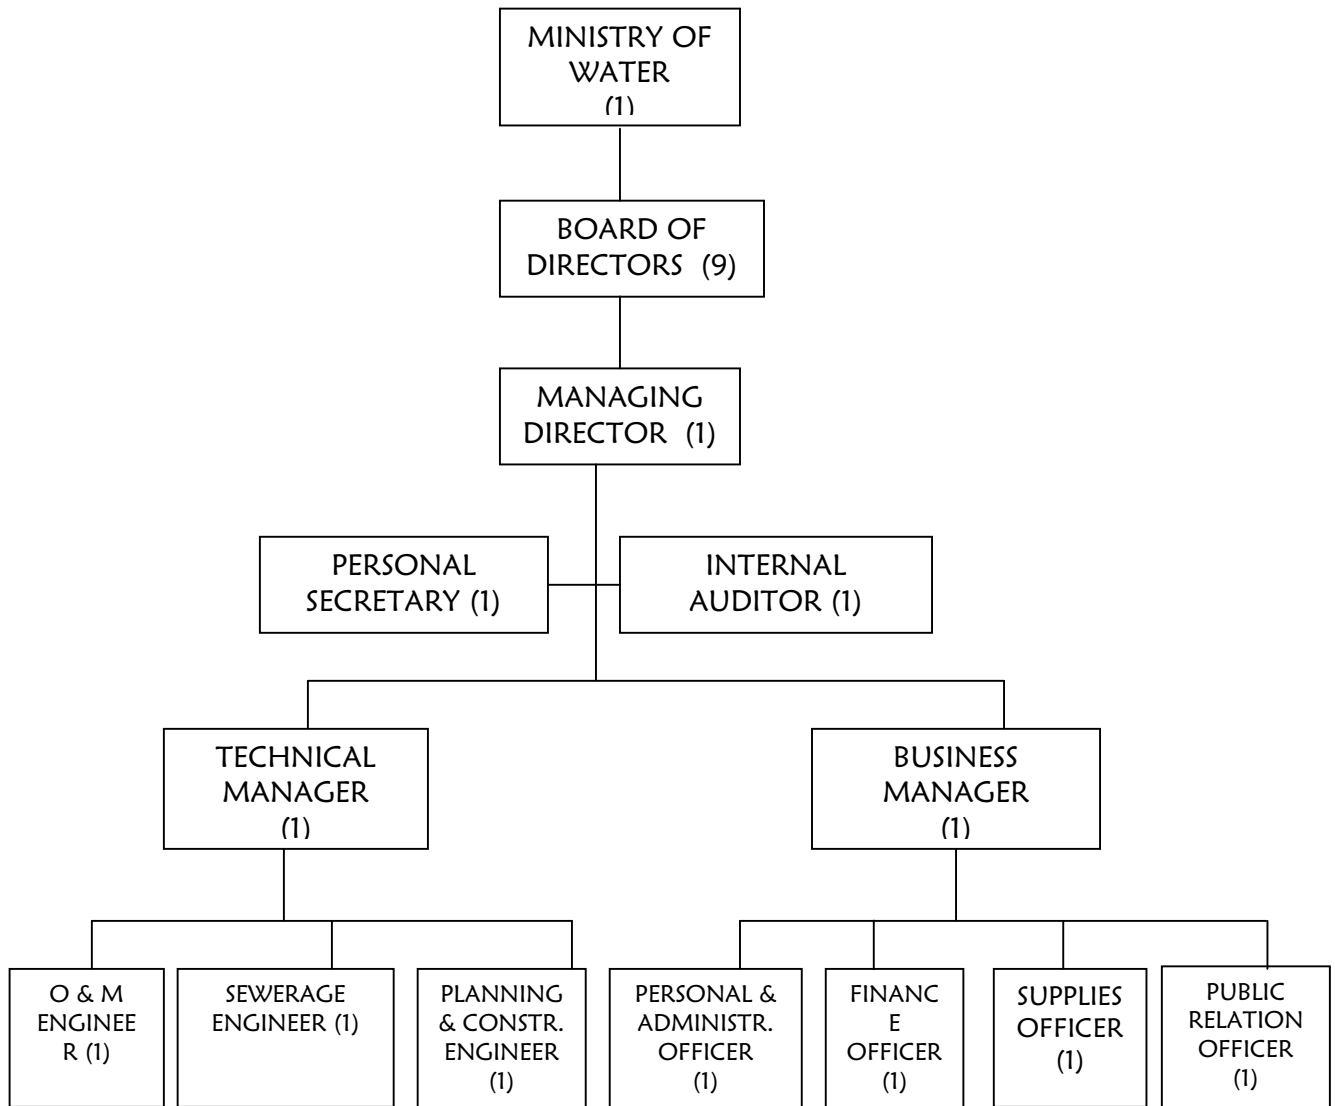 MINISTRY OF
WATER
(1)
BOARD OF
DIRECTORS (9)
MANAGING
DIRECTOR (1)
PERSONAL
SECRETARY (1)
INTERNAL
AUDITOR (1)
TECHNICAL
MANAGER
(1)
BUSINESS
MANAGER
(1)
O & M
ENGINEE
R (1)
SEWERAGE
ENGINEER (1)
PLANNING
& CONSTR.
ENGINEER
(1)
PERSONAL &
ADMINISTR.
OFFICER
(1)
FINANC
E
OFFICER
(1)
SUPPLIES
OFFICER
(1)
PUBLIC
RELATION
OFFICER
(1)